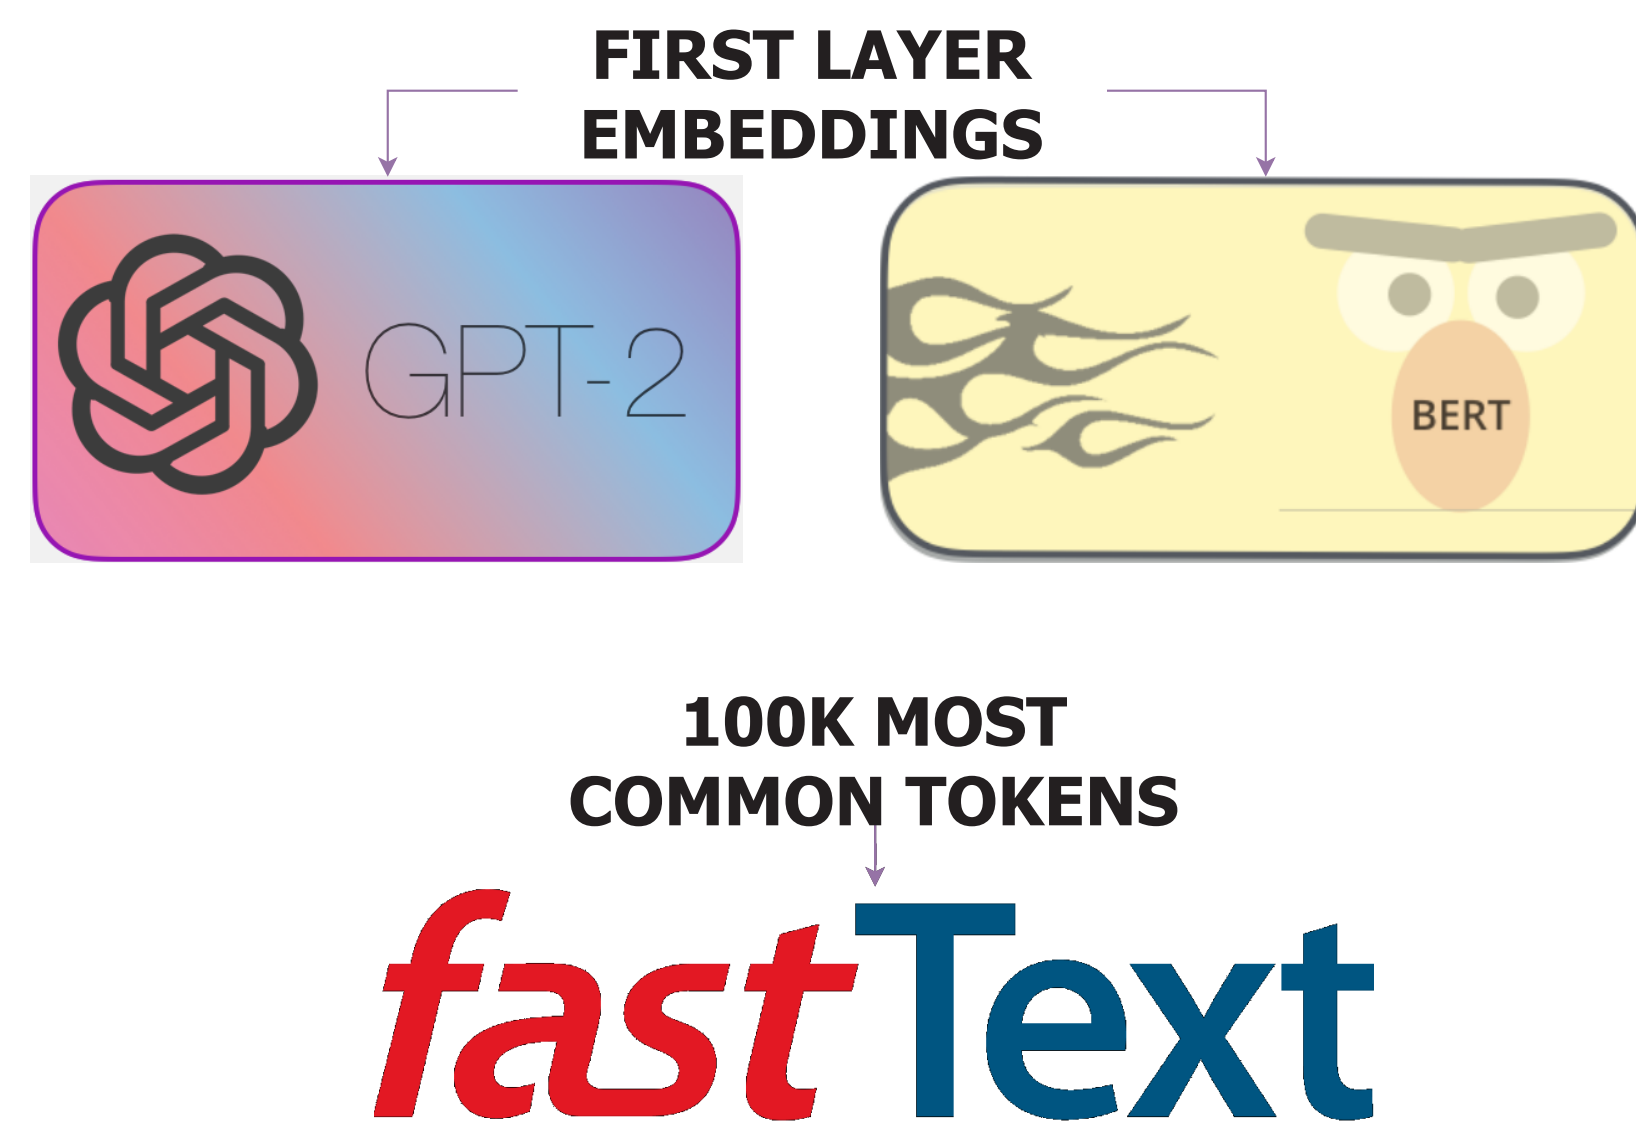 FIRST LAYER
EMBEDDINGS
GPT-2
BERT
100K MOST
COMMON TOKENS
fastText